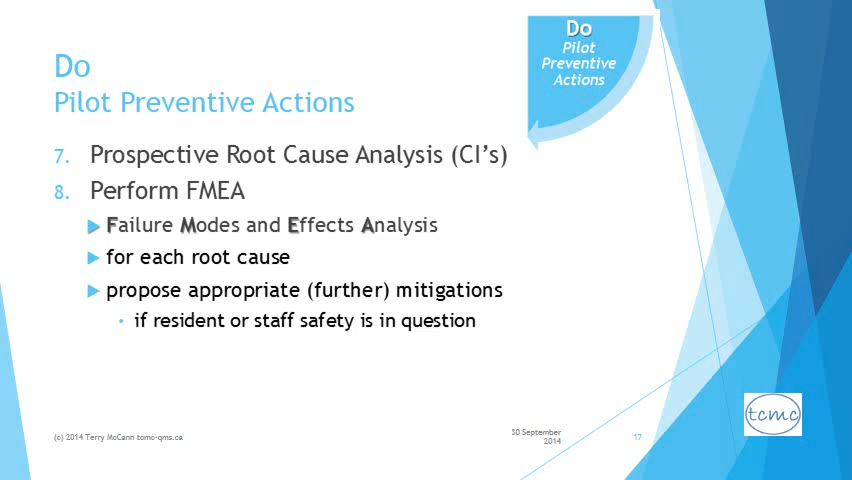 Do
Pilot
Preventive
Actions
Do
Pilot Preventive Actions
7. Prospective Root Cause Analysis (CI's)
8. Perform FMEA
Failure Modes and Effects Analysis
for each root cause
propose appropriate (further) mitigations
• if resident or staff safety is in question
tcmc
(c) 2014 Terry McCann tcmc-qms.ca
30 September
2014
17